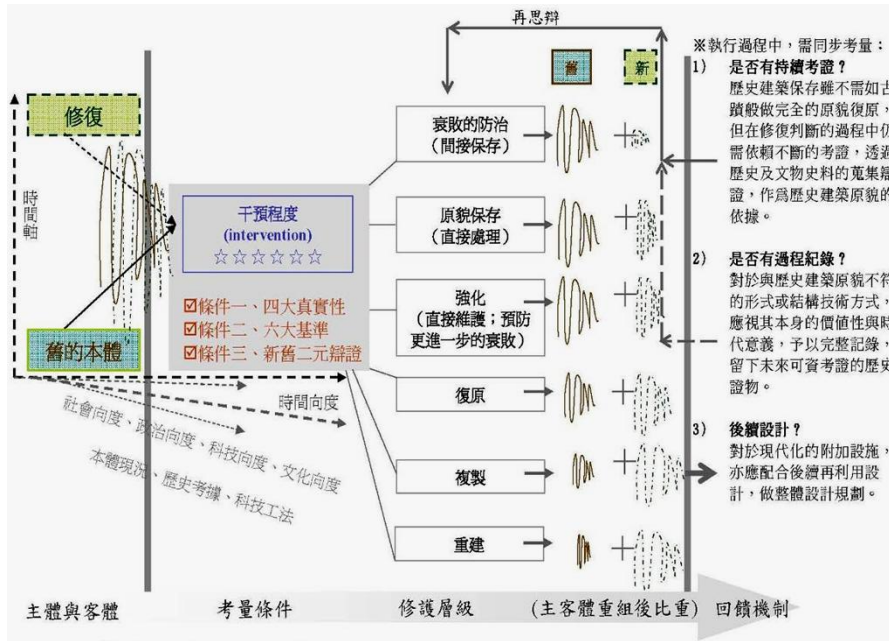 再思辯
舊
新
修復
時間軸
干預程度
(intervention)
☆☆☆☆☆☆
☑條件一、四大真實性
☑條件二、六大基準
☑條件三、新舊二元辯證
舊的本體
時間向度
社會向度、政治向度、科技向度、文化向度
本體現況、歷史考據、科技工法
衰敗的防治
(間接保存)
原貌保存
(直接處理)
強化
(直接維護；預防
更進一步的衰敗)
復原
複製
重建
※執行過程中，需同步考量：
1) 是否有持續考證？
歷史建築保存雖不需如古
蹟般做完全的原貌復原，
但在修復判斷的過程中仍
需依賴不斷的考證，透過
歷史及文物史料的蒐集辯
證，作爲歷史建築原貌的
依據。
2) 是否有過程紀錄？
對於與歷史建築原貌不符
的形式或結構技術方式，
應視其本身的價值性與時
代意義，予以完整記錄，
留下未來可資考證的歷史
證物。
3) 後續設計？
對於現代化的附加設施，
亦應配合後續再利用設
計，做整體設計規劃。
主體與客體
考量條件
修護層級
(主客體重組後比重)
回饋機制